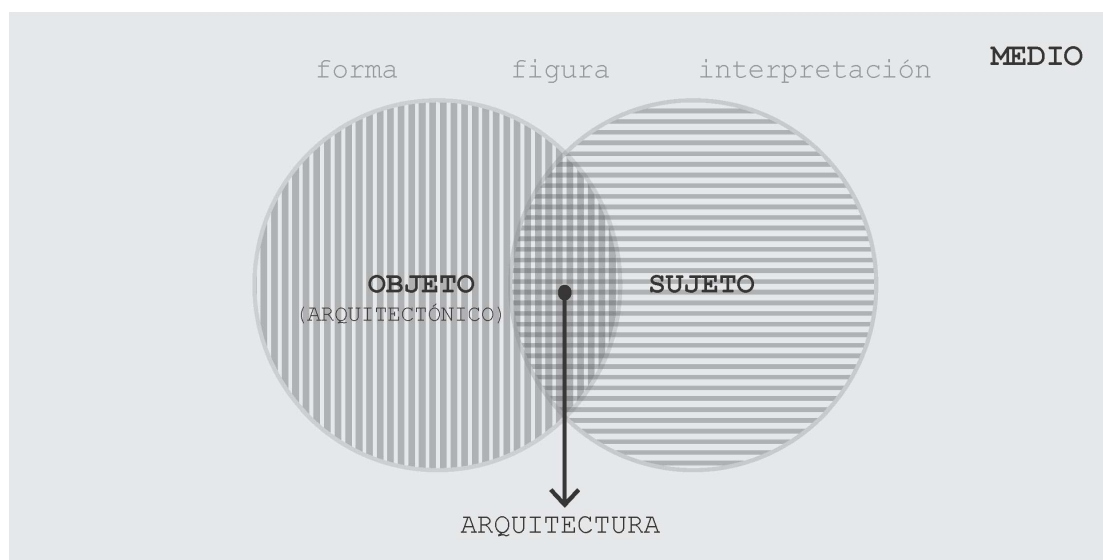 MEDIO
forma figura interpretación
OBJETO SUJETO
(ARQUITECTÓNICO)
ARQUITECTURA